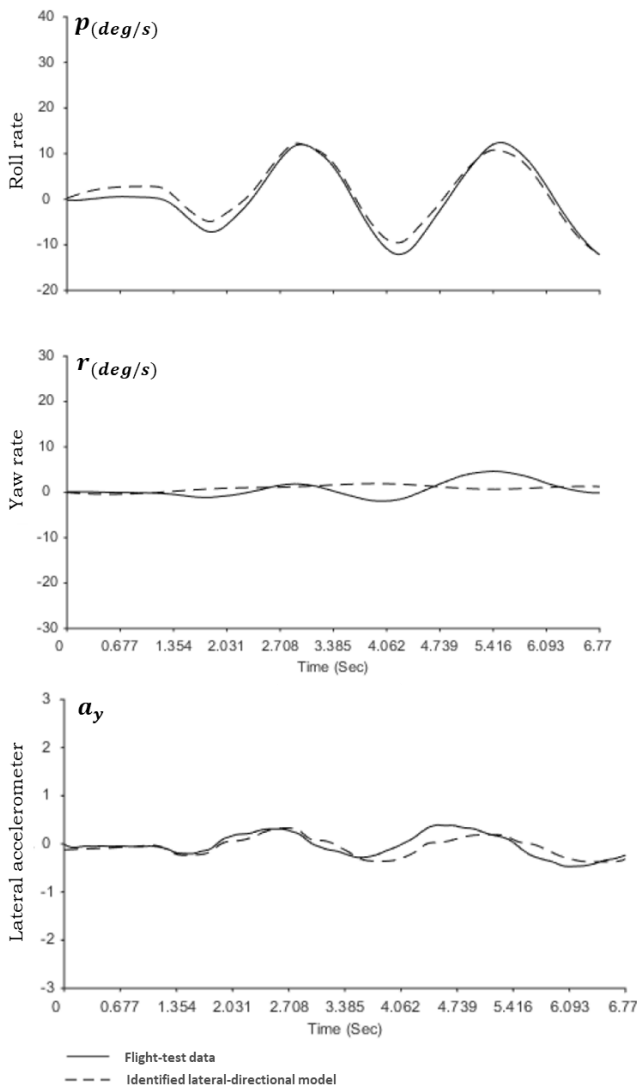 p(deg/s)
Roll rate
40
30
20
10
0
-10
-20
r(deg/s)
Yaw rate
30
20
10
0
-10
-20
-30
0 0.677 1.354 2.031 2.708 3.385 4.062 4.739 5.416 6.093 6.77
Time (Sec)
a_y
Lateral accelerometer
3
2
1
0
-1
-2
-3
0 0.677 1.354 2.031 2.708 3.385 4.062 4.739 5.416 6.093 6.77
Time (Sec)
Flight-test data
Identified lateral-directional model